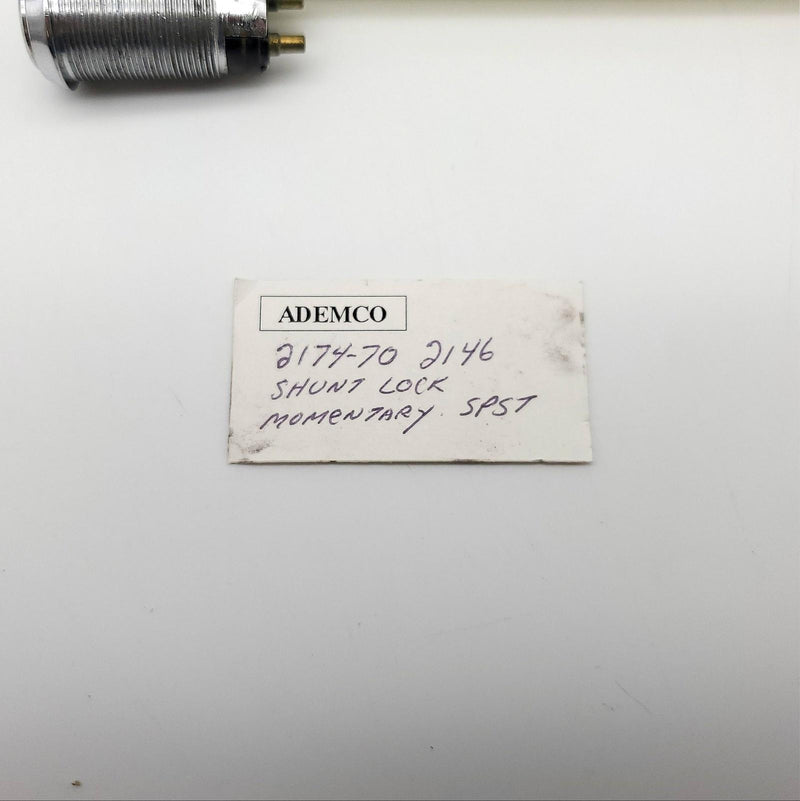 ADEMCO
2174-70 2146
SHUNT LOCK
MOMENTARY. SPST